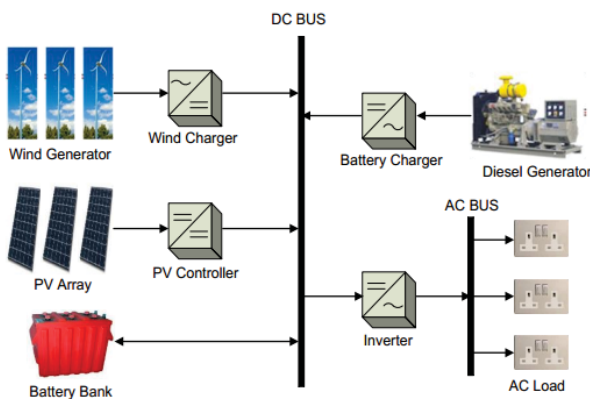 DC BUS
Wind Generator
Wind Charger
Battery Charger
Diesel Generator
PV Array
PV Controller
AC BUS
Inverter
Battery Bank
AC Load